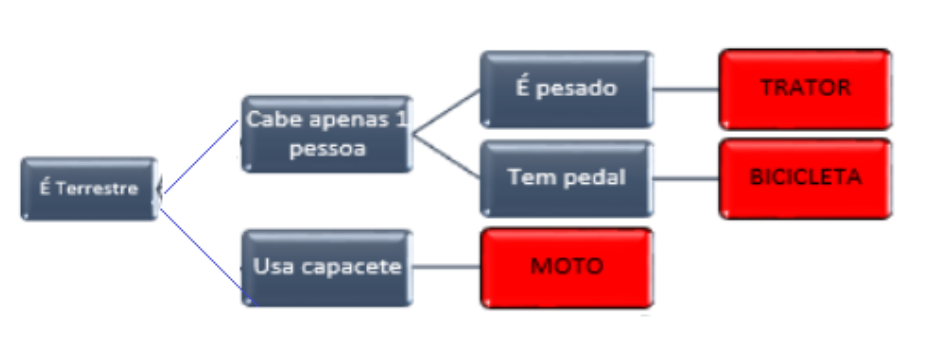 É Terrestre
Cabe apenas 1
pessoa
É pesado
TRATOR
Tem pedal
BICICLETA
Usa capacete
MOTO